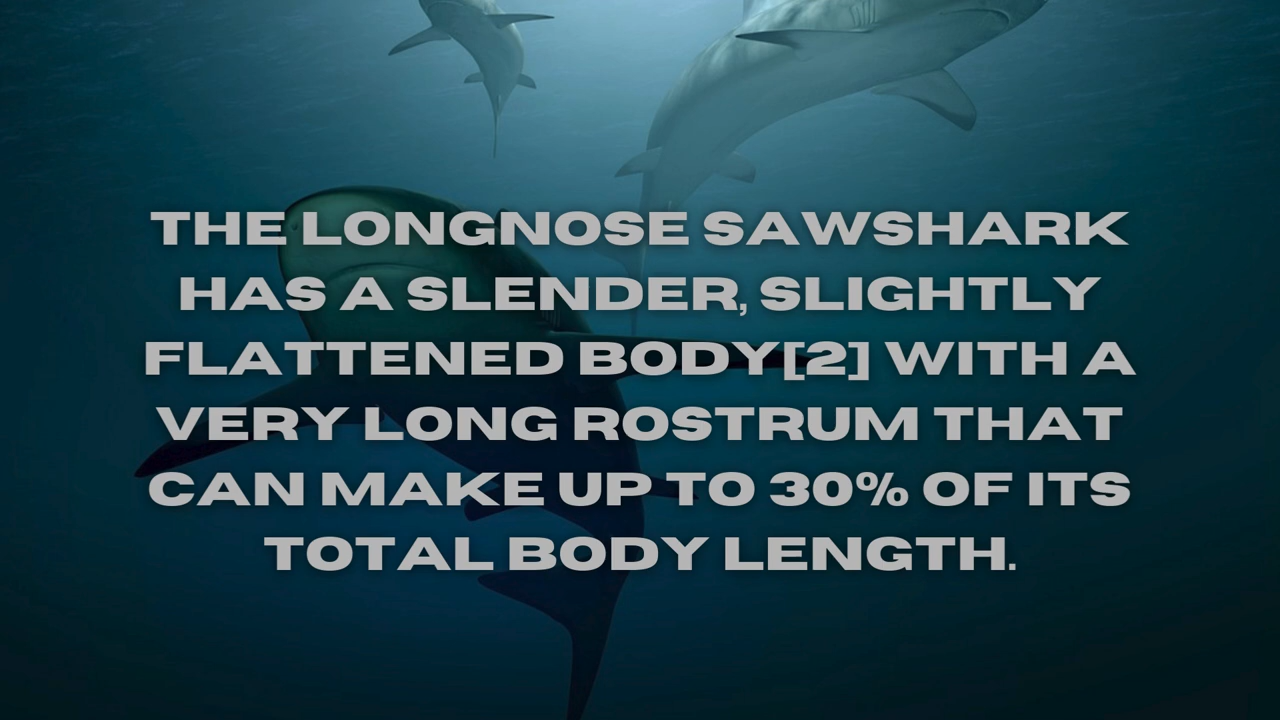 THE LONGNOSE SAWSHARK
HAS A SLENDER, SLIGHTLY
FLATTENED BODY[2] WITH A
VERY LONG ROSTRUM THAT
CAN MAKE UP TO 30% OF ITS
TOTAL BODY LENGTH.